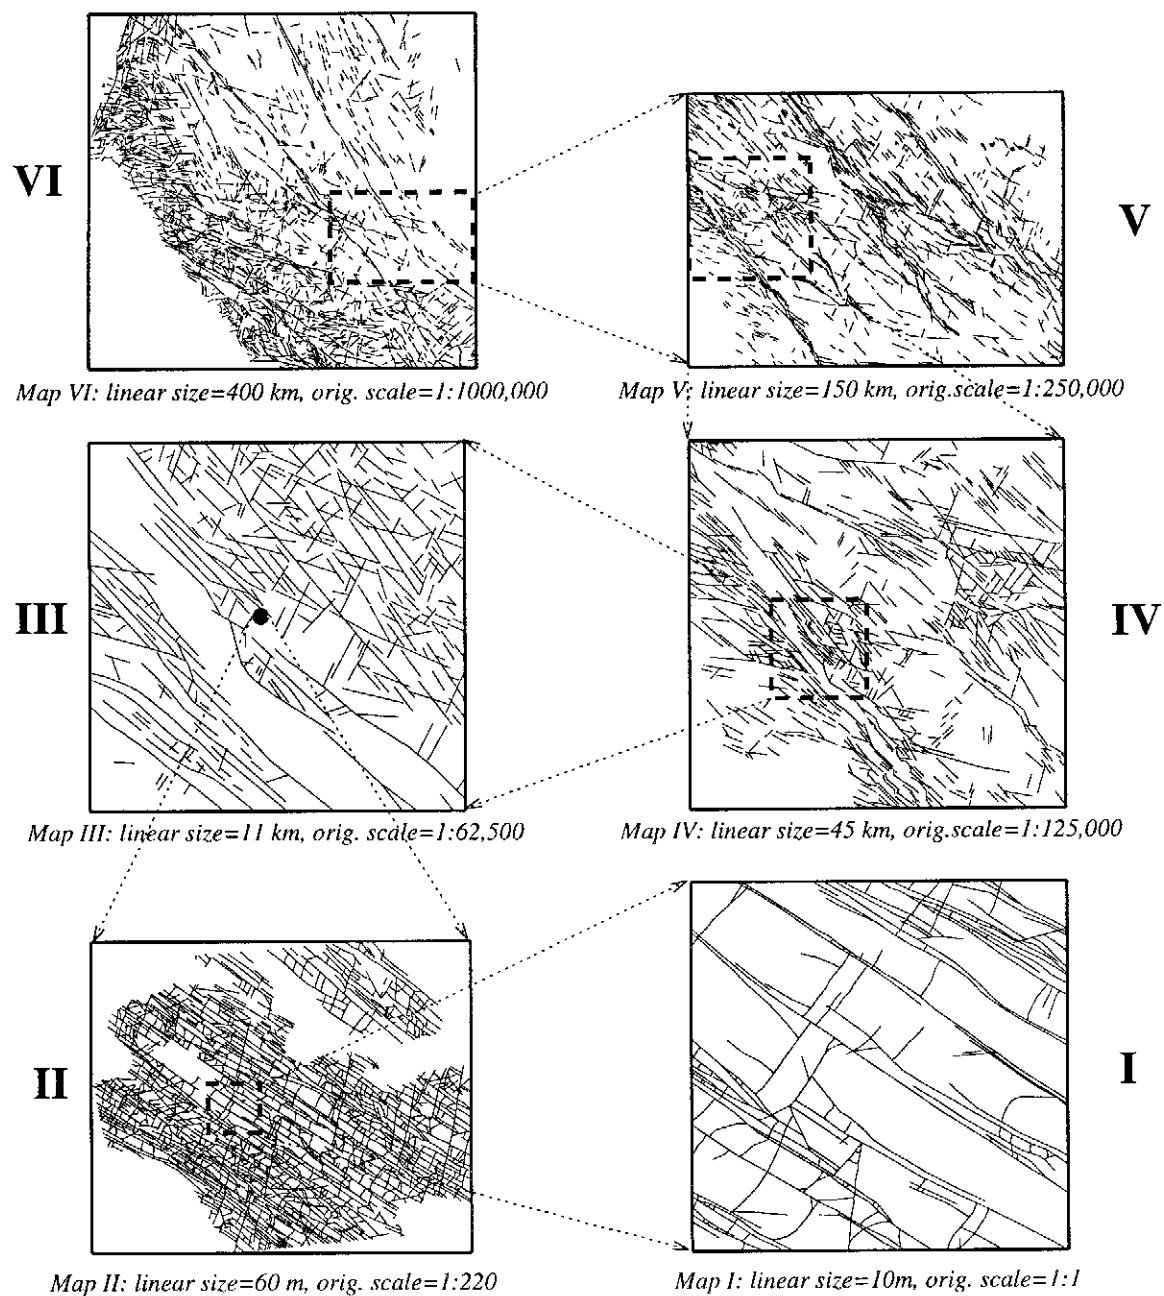 VI
V
Map VI: linear size=400 km, orig. scale=1:1000,000
Map V: linear size=150 km, orig.scale=1:250,000
III
IV
Map III: linear size=11 km, orig. scale=1:62,500
Map IV: linear size=45 km, orig.scale=1:125,000
II
I
Map II: linear size=60 m, orig. scale=1:220
Map I: linear size=10m, orig. scale=1:1